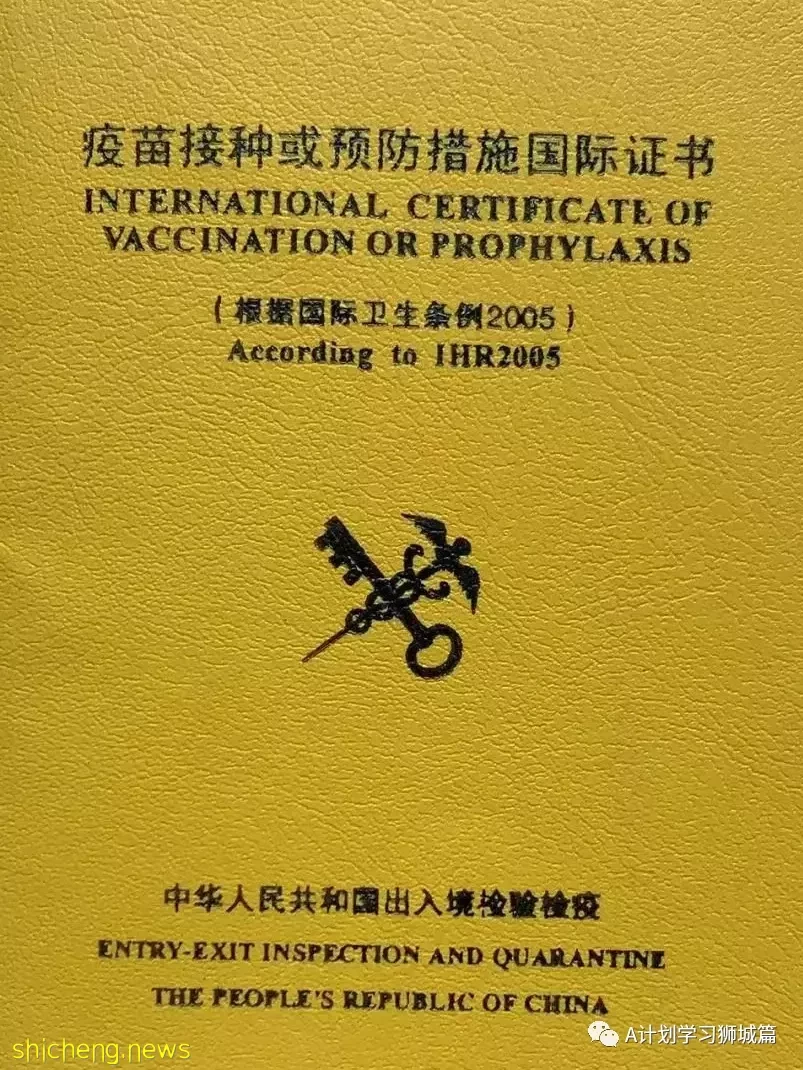 疫苗接种或预防措施国际证书
INTERNATIONAL CERTIFICATE OF
VACCINATION OR PROPHYLAXIS
(根据国际卫生条例2005)
According to IHR2005
中华人民共和国出入境检验检疫
ENTRY-EXIT INSPECTION AND QUARANTINE
THE PEOPLE'S REPUBLIC OF CHINA
A计划学习狮城篇
shicheng.news